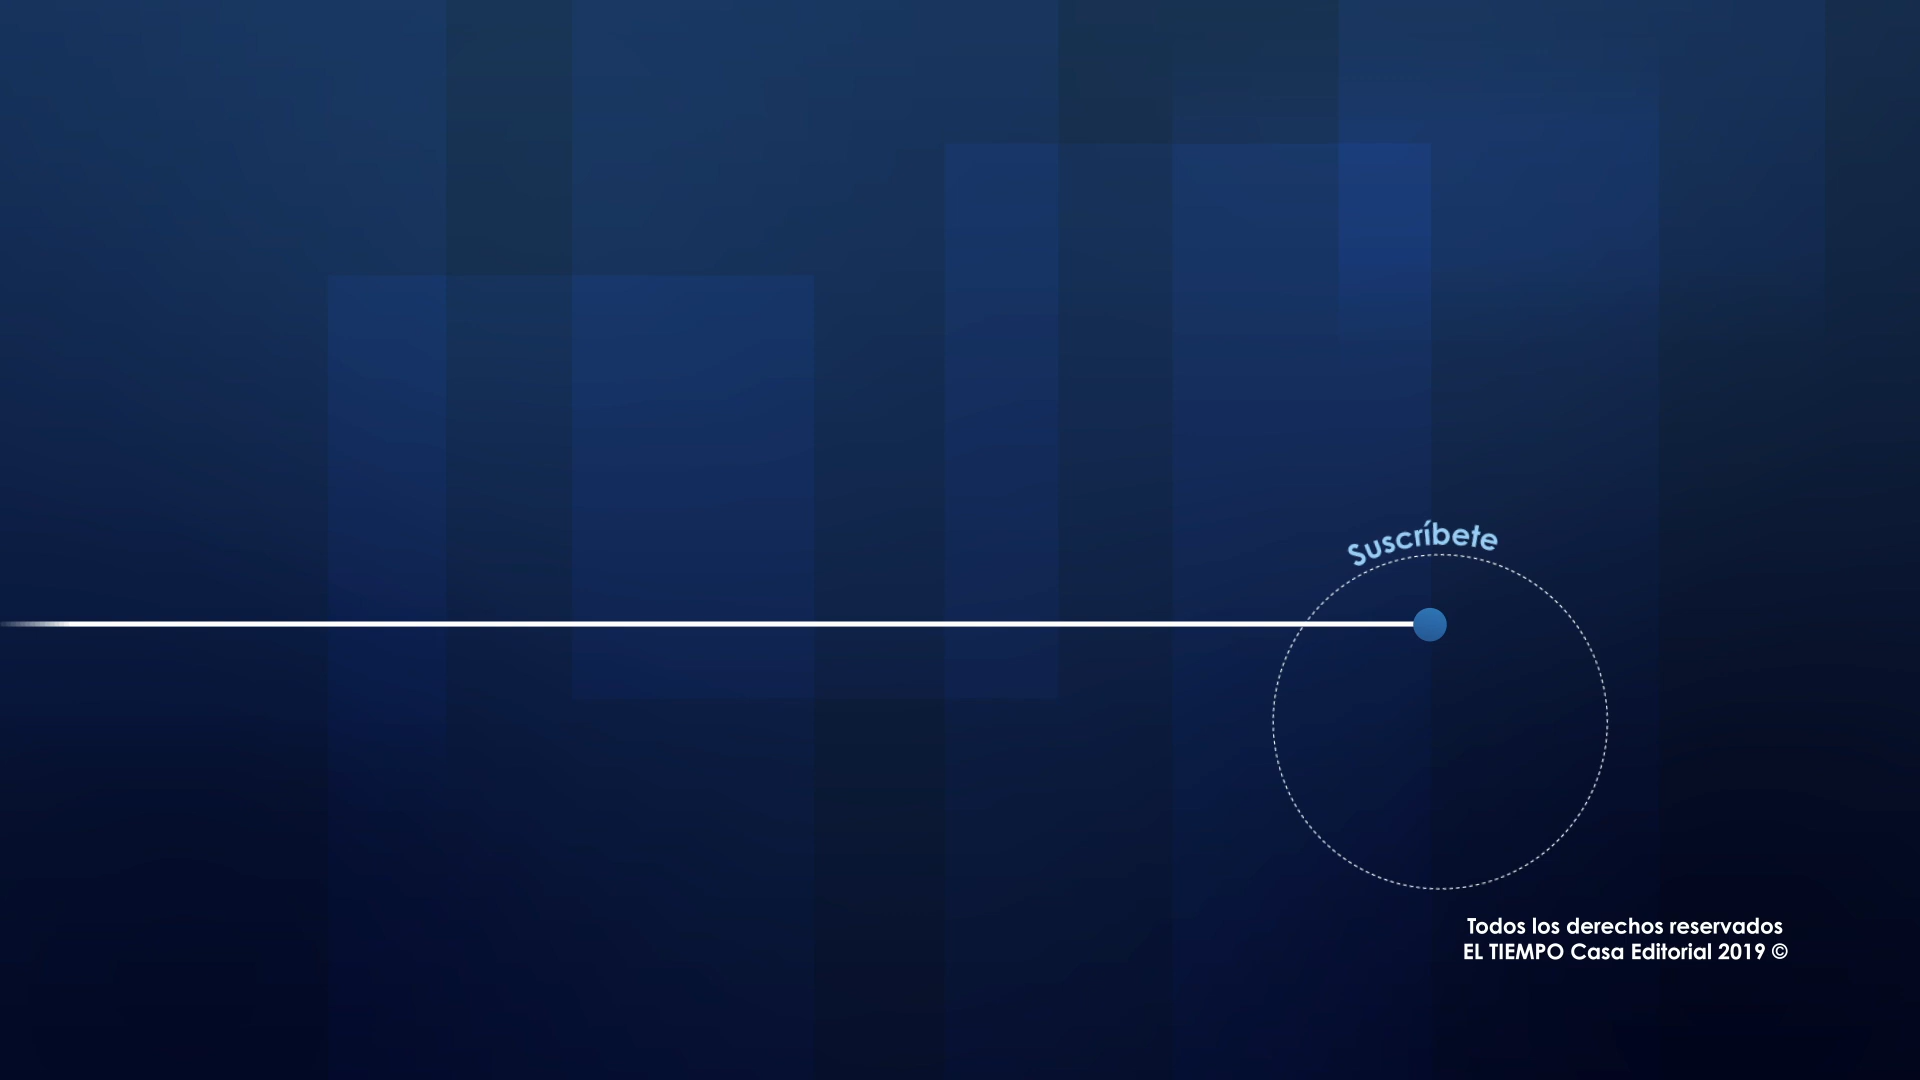 Suscríbete
Todos los derechos reservados
EL TIEMPO Casa Editorial 2019 ©